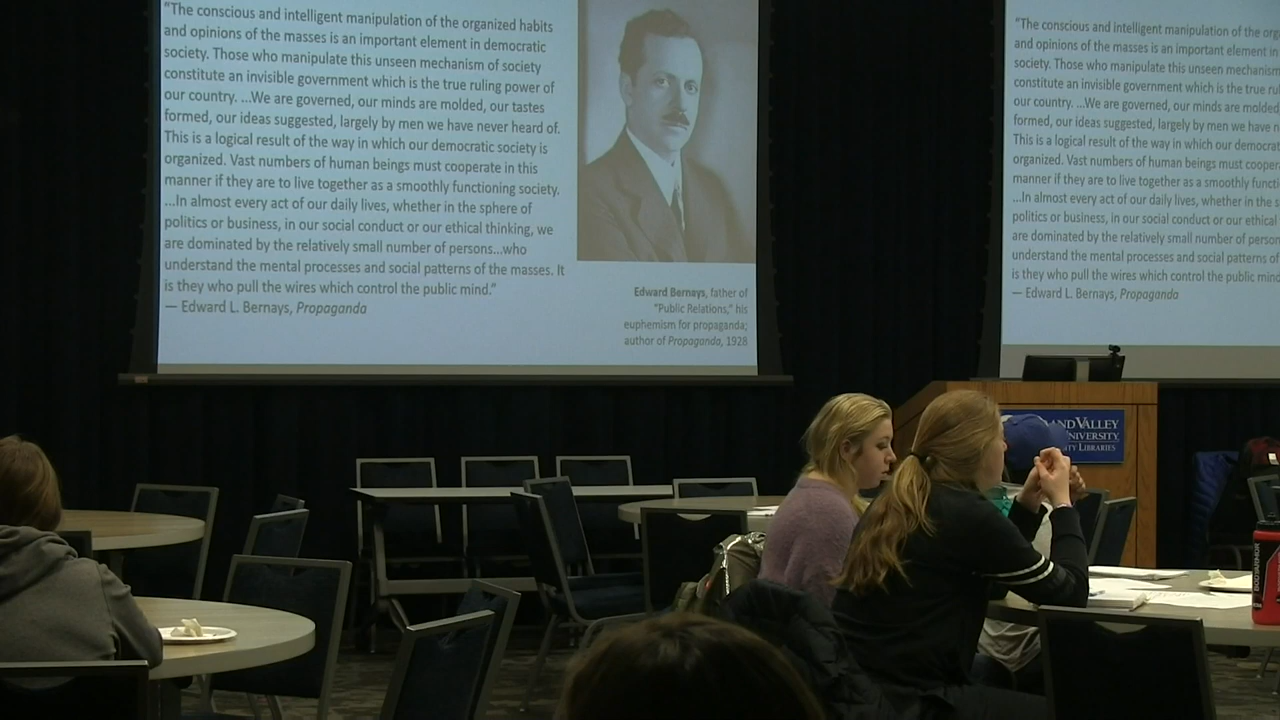 "The conscious and intelligent manipulation of the organized habits
and opinions of the masses is an important element in democratic
society. Those who manipulate this unseen mechanism of society
constitute an invisible government which is the true ruling power of
our country. ...We are governed, our minds are molded, our tastes
formed, our ideas suggested, largely by men we have never heard of.
This is a logical result of the way in which our democratic society is
organized. Vast numbers of human beings must cooperate in this
manner if they are to live together as a smoothly functioning society.
...In almost every act of our daily lives, whether in the sphere of
politics or business, in our social conduct or our ethical thinking, we
are dominated by the relatively small number of persons...who
understand the mental processes and social patterns of the masses. It
is they who pull the wires which control the public mind."
— Edward L. Bernays, Propaganda
Edward Bernays, father of
"Public Relations," his
euphemism for propaganda;
author of Propaganda, 1928
"The conscious and intelligent manipulation of the
and opinions of the masses is an important element in
society. Those who manipulate this unseen mechanism
constitute an invisible government which is the true
our country. ...We are governed, our minds are molded
formed, our ideas suggested, largely by men we have
This is a logical result of the way in which our
organized. Vast numbers of human beings must
manner if they are to live together as a smoothly
...In almost every act of our daily lives, whether in the
politics or business, in our social conduct or our ethical
are dominated by the relatively small number of
understand the mental processes and social patterns
is they who pull the wires which control the public mind
— Edward L. Bernays, Propaganda
AND VALLEY
NIVERSITY
TY LIBRARIES